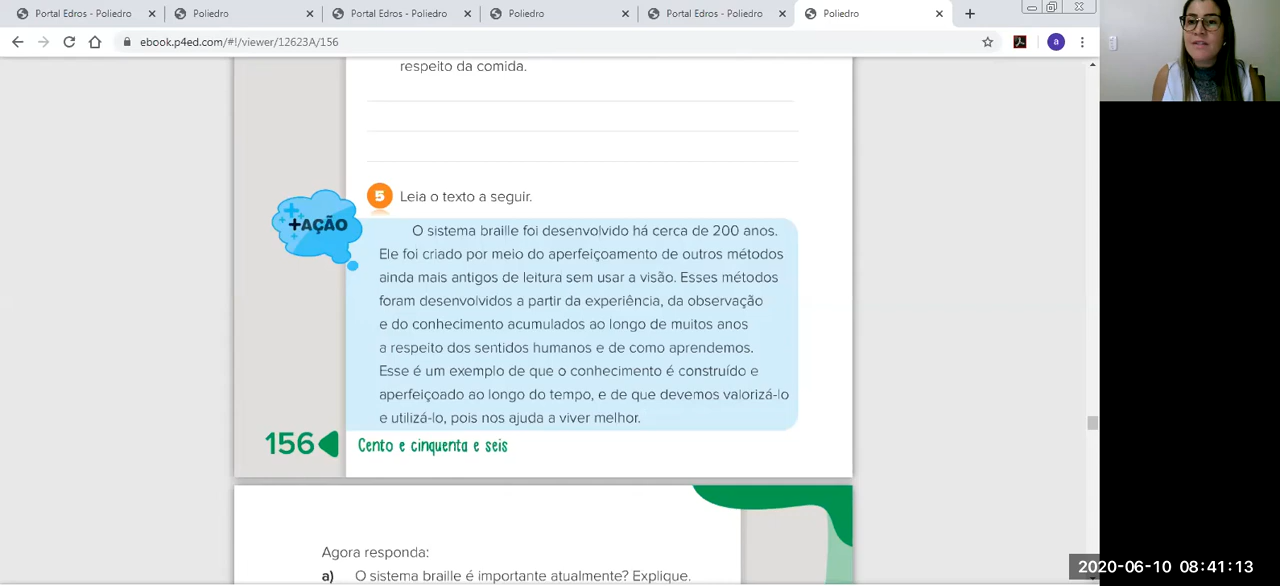 Portal Edros - Poliedro
Poliedro
Portal Edros - Poliedro
Poliedro
Portal Edros - Poliedro
Poliedro
ebook.p4ed.com/#!/viewer/12623A/156
a
respeito da comida.
+AÇÃO
5 Leia o texto a seguir.
O sistema braille foi desenvolvido há cerca de 200 anos.
Ele foi criado por meio do aperfeiçoamento de outros métodos
ainda mais antigos de leitura sem usar a visão. Esses métodos
foram desenvolvidos a partir da experiência, da observação
e do conhecimento acumulados ao longo de muitos anos
a respeito dos sentidos humanos e de como aprendemos.
Esse é um exemplo de que o conhecimento é construído e
aperfeiçoado ao longo do tempo, e de que devemos valorizá-lo
e utilizá-lo, pois nos ajuda a viver melhor.
156 Cento e cinquenta e seis
Agora responda:
a) O sistema braille é importante atualmente? Explique.
2020-06-10 08:41:13